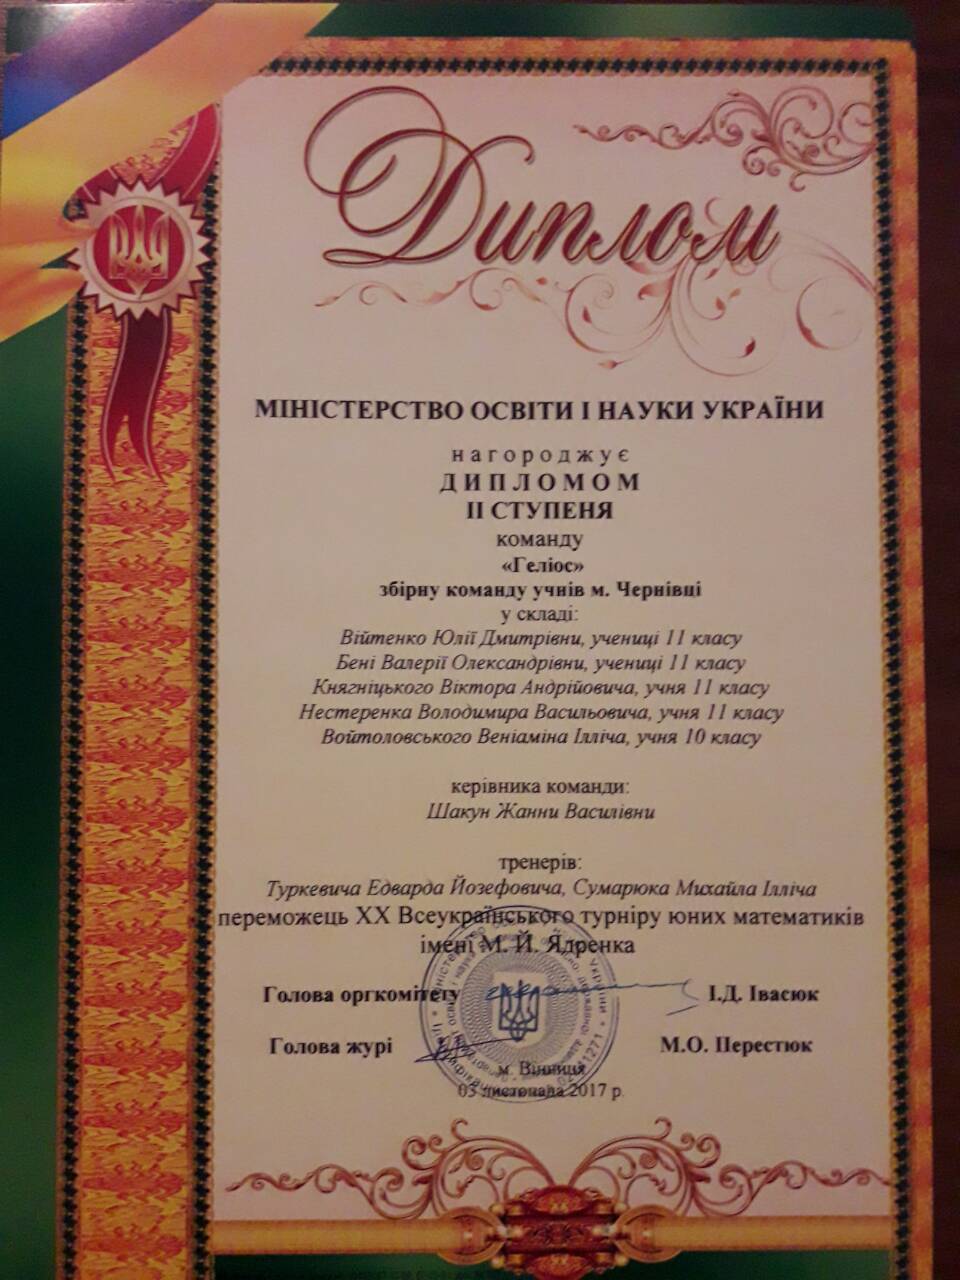 Диплом
МІНІСТЕРСТВО ОСВІТИ І НАУКИ УКРАЇНИ
нагороджує
ДИПЛОМОМ
ІІ СТУПЕНЯ
команду
«Геліос»
збірну команду учнів м. Чернівці
у складі:
Війтенко Юлії Дмитрівни, учениці 11 класу
Бені Валерії Олександрівни, учениці 11 класу
Княгніцького Віктора Андрійовича, учня 11 класу
Нестеренка Володимира Васильовича, учня 11 класу
Войтоловського Веніаміна Ілліча, учня 10 класу
керівника команди:
Шакун Жанни Василівни
тренерів:
Туркевича Едварда Йозефовича, Сумарюка Михайла Ілліча
переможець ХХ Всеукраїнського турніру юних математиків
імені М. Й. Ядренка
Голова оргкомітету І.Д. Івасюк
Голова журі М.О. Перестюк
м. Вінниця
03 листопада 2017 р.